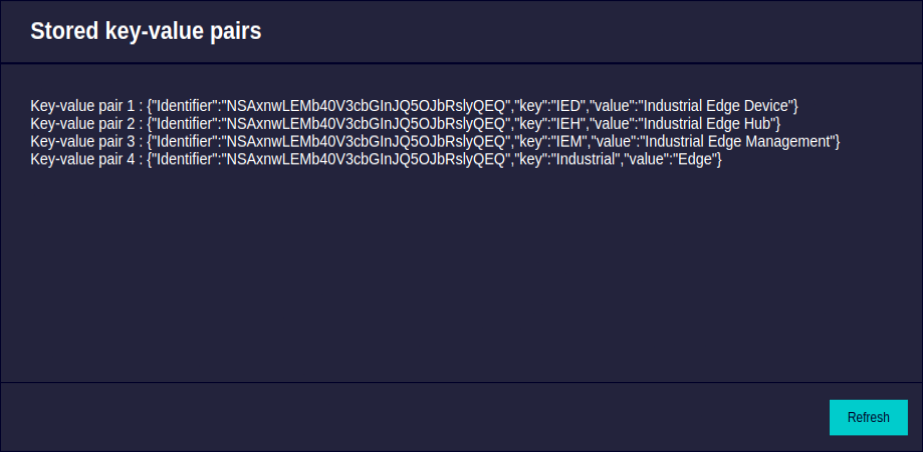 Stored key-value pairs
Key-value pair 1 : {"Identifier":"NSAxnwLEMb40V3cbGInJQ5OJbRslyQEQ","key":"IED","value":"Industrial Edge Device"}
Key-value pair 2 : {"Identifier":"NSAxnwLEMb40V3cbGInJQ5OJbRslyQEQ","key":"IEH","value":"Industrial Edge Hub"}
Key-value pair 3 : {"Identifier":"NSAxnwLEMb40V3cbGInJQ5OJbRslyQEQ","key":"IEM","value":"Industrial Edge Management"}
Key-value pair 4 : {"Identifier":"NSAxnwLEMb40V3cbGInJQ5OJbRslyQEQ","key":"Industrial","value":"Edge"}
Refresh